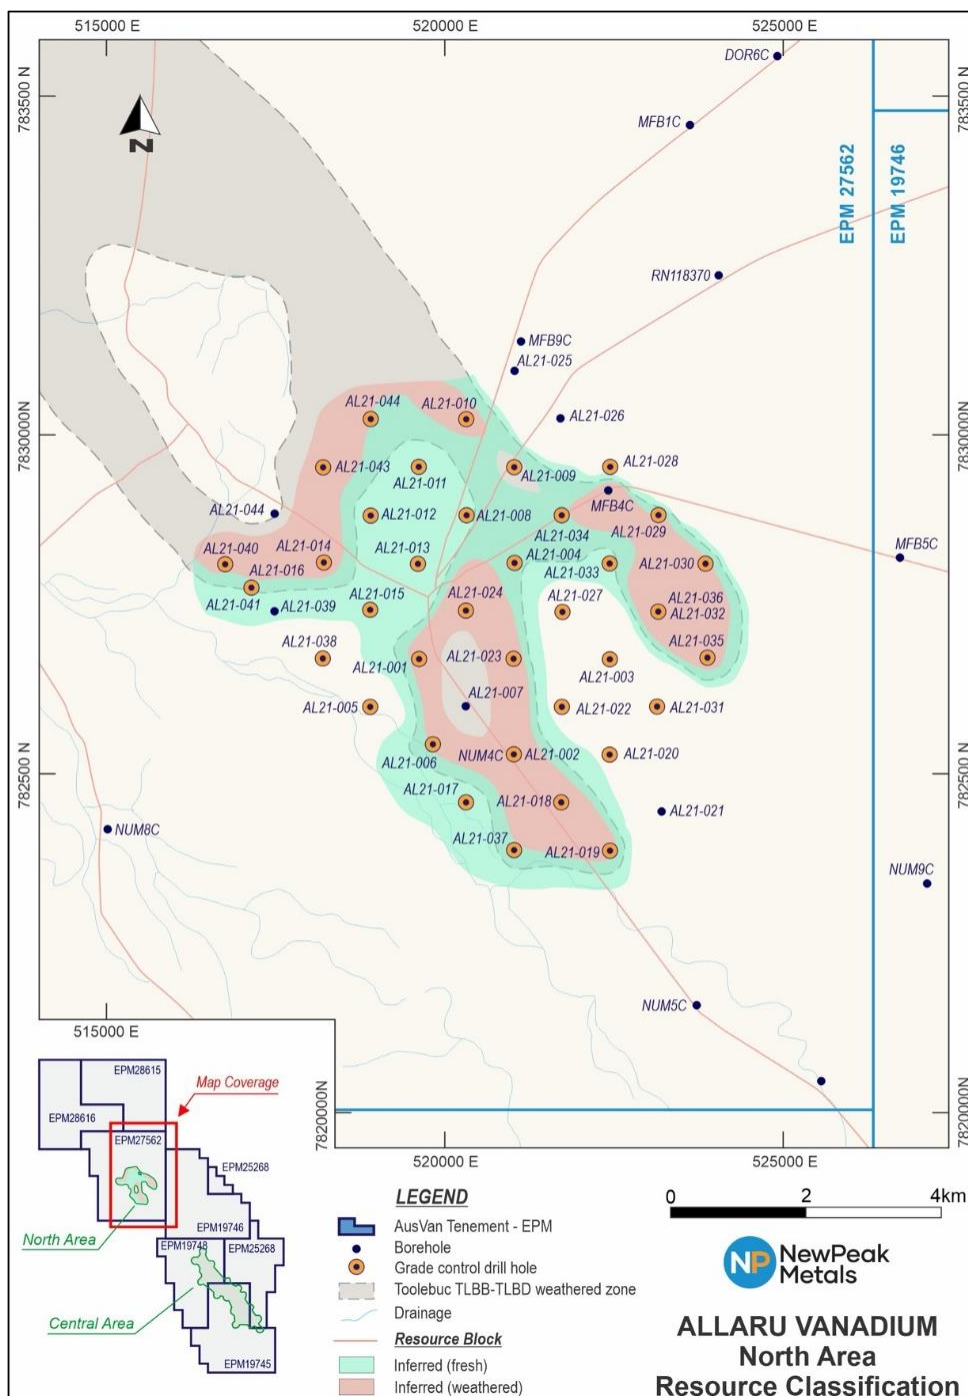 515000 E
520000 E
525000 E
783500 N
783500 N
DOR6C
MFB1C
N
EPM 27562
EPM 19746
RN118370
MFB9C
AL21-025
AL21-044
AL21-010
AL21-026
7830000N
7830000N
AL21-043
AL21-011
AL21-009
AL21-028
AL21-044
AL21-012
AL21-008
MFB4C
AL21-034
AL21-029
AL21-040
AL21-014
AL21-013
AL21-004
AL21-033
AL21-030
MFB5C
AL21-016
AL21-041
AL21-039
AL21-015
AL21-024
AL21-027
AL21-036
AL21-032
AL21-038
AL21-001
AL21-023
AL21-003
AL21-035
AL21-005
AL21-007
AL21-022
AL21-031
AL21-006
NUM4C
AL21-002
AL21-020
782500 N
782500 N
AL21-017
AL21-018
AL21-021
NUM8C
AL21-037
AL21-019
NUM9C
NUM5C
515000 E
7820000N
7820000N
520000 E
525000 E
EPM28615
Map Coverage
EPM28616
EPM27562
EPM25268
North Area
EPM19746
EPM19748
EPM25268
Central Area
EPM19745
LEGEND
AusVan Tenement - EPM
Borehole
Grade control drill hole
Toolebuc TLBB-TLBD weathered zone
Drainage
Resource Block
Inferred (fresh)
Inferred (weathered)
0 2 4km
NP NewPeak
Metals
ALLARU VANADIUM
North Area
Resource Classification